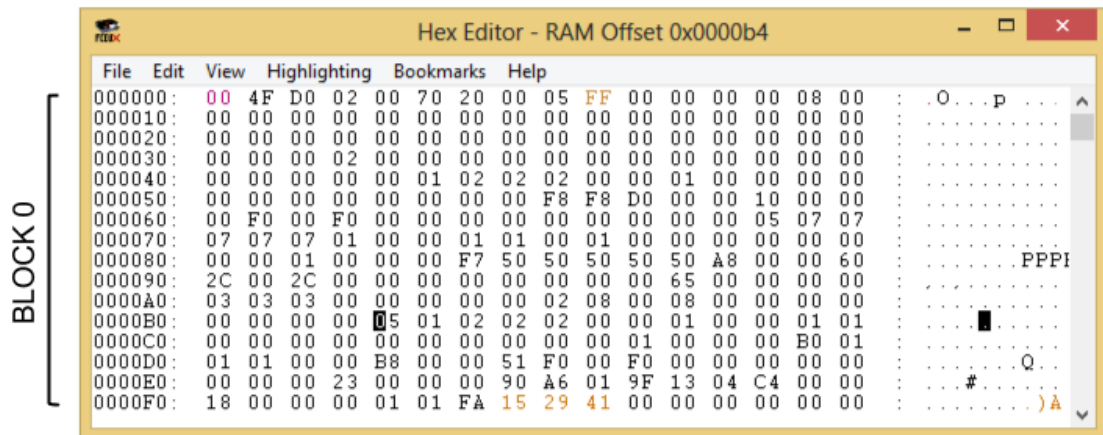 Hex Editor - RAM Offset 0x0000b4
File Edit View Highlighting Bookmarks Help
BLOCK 0
000000: 00 4F D0 02 00 70 20 00 05 FF 00 00 00 00 08 00 : .O...p ...
000010: 00 00 00 00 00 00 00 00 00 00 00 00 00 00 00 00 : ..........
000020: 00 00 00 00 00 00 00 00 00 00 00 00 00 00 00 00 : ..........
000030: 00 00 00 02 00 00 00 00 00 00 00 00 00 00 00 00 : ..........
000040: 00 00 00 00 00 01 02 02 02 00 00 01 00 00 00 00 : ..........
000050: 00 00 00 00 00 00 00 00 F8 F8 D0 00 00 10 00 00 : ..........
000060: 00 F0 00 F0 00 00 00 00 00 00 00 00 00 05 07 07 : ..........
000070: 07 07 07 01 00 00 01 01 00 01 00 00 00 00 00 00 : ..........
000080: 00 00 01 00 00 00 F7 50 50 50 50 50 A8 00 00 60 : .......PPPP
000090: 2C 00 2C 00 00 00 00 00 00 00 00 65 00 00 00 00 : , . , .......
0000A0: 03 03 03 00 00 00 00 00 02 08 00 08 00 00 00 00 : ..........
0000B0: 00 00 00 00 05 01 02 02 02 00 00 01 00 00 01 01 : ..........
0000C0: 00 00 00 00 00 00 00 00 00 00 01 00 00 00 B0 01 : ..........
0000D0: 01 01 00 00 B8 00 00 51 F0 00 F0 00 00 00 00 00 : .......Q..
0000E0: 00 00 00 23 00 00 00 90 A6 01 9F 13 04 C4 00 00 : ...#......
0000F0: 18 00 00 00 01 01 FA 15 29 41 00 00 00 00 00 00 : ........)A